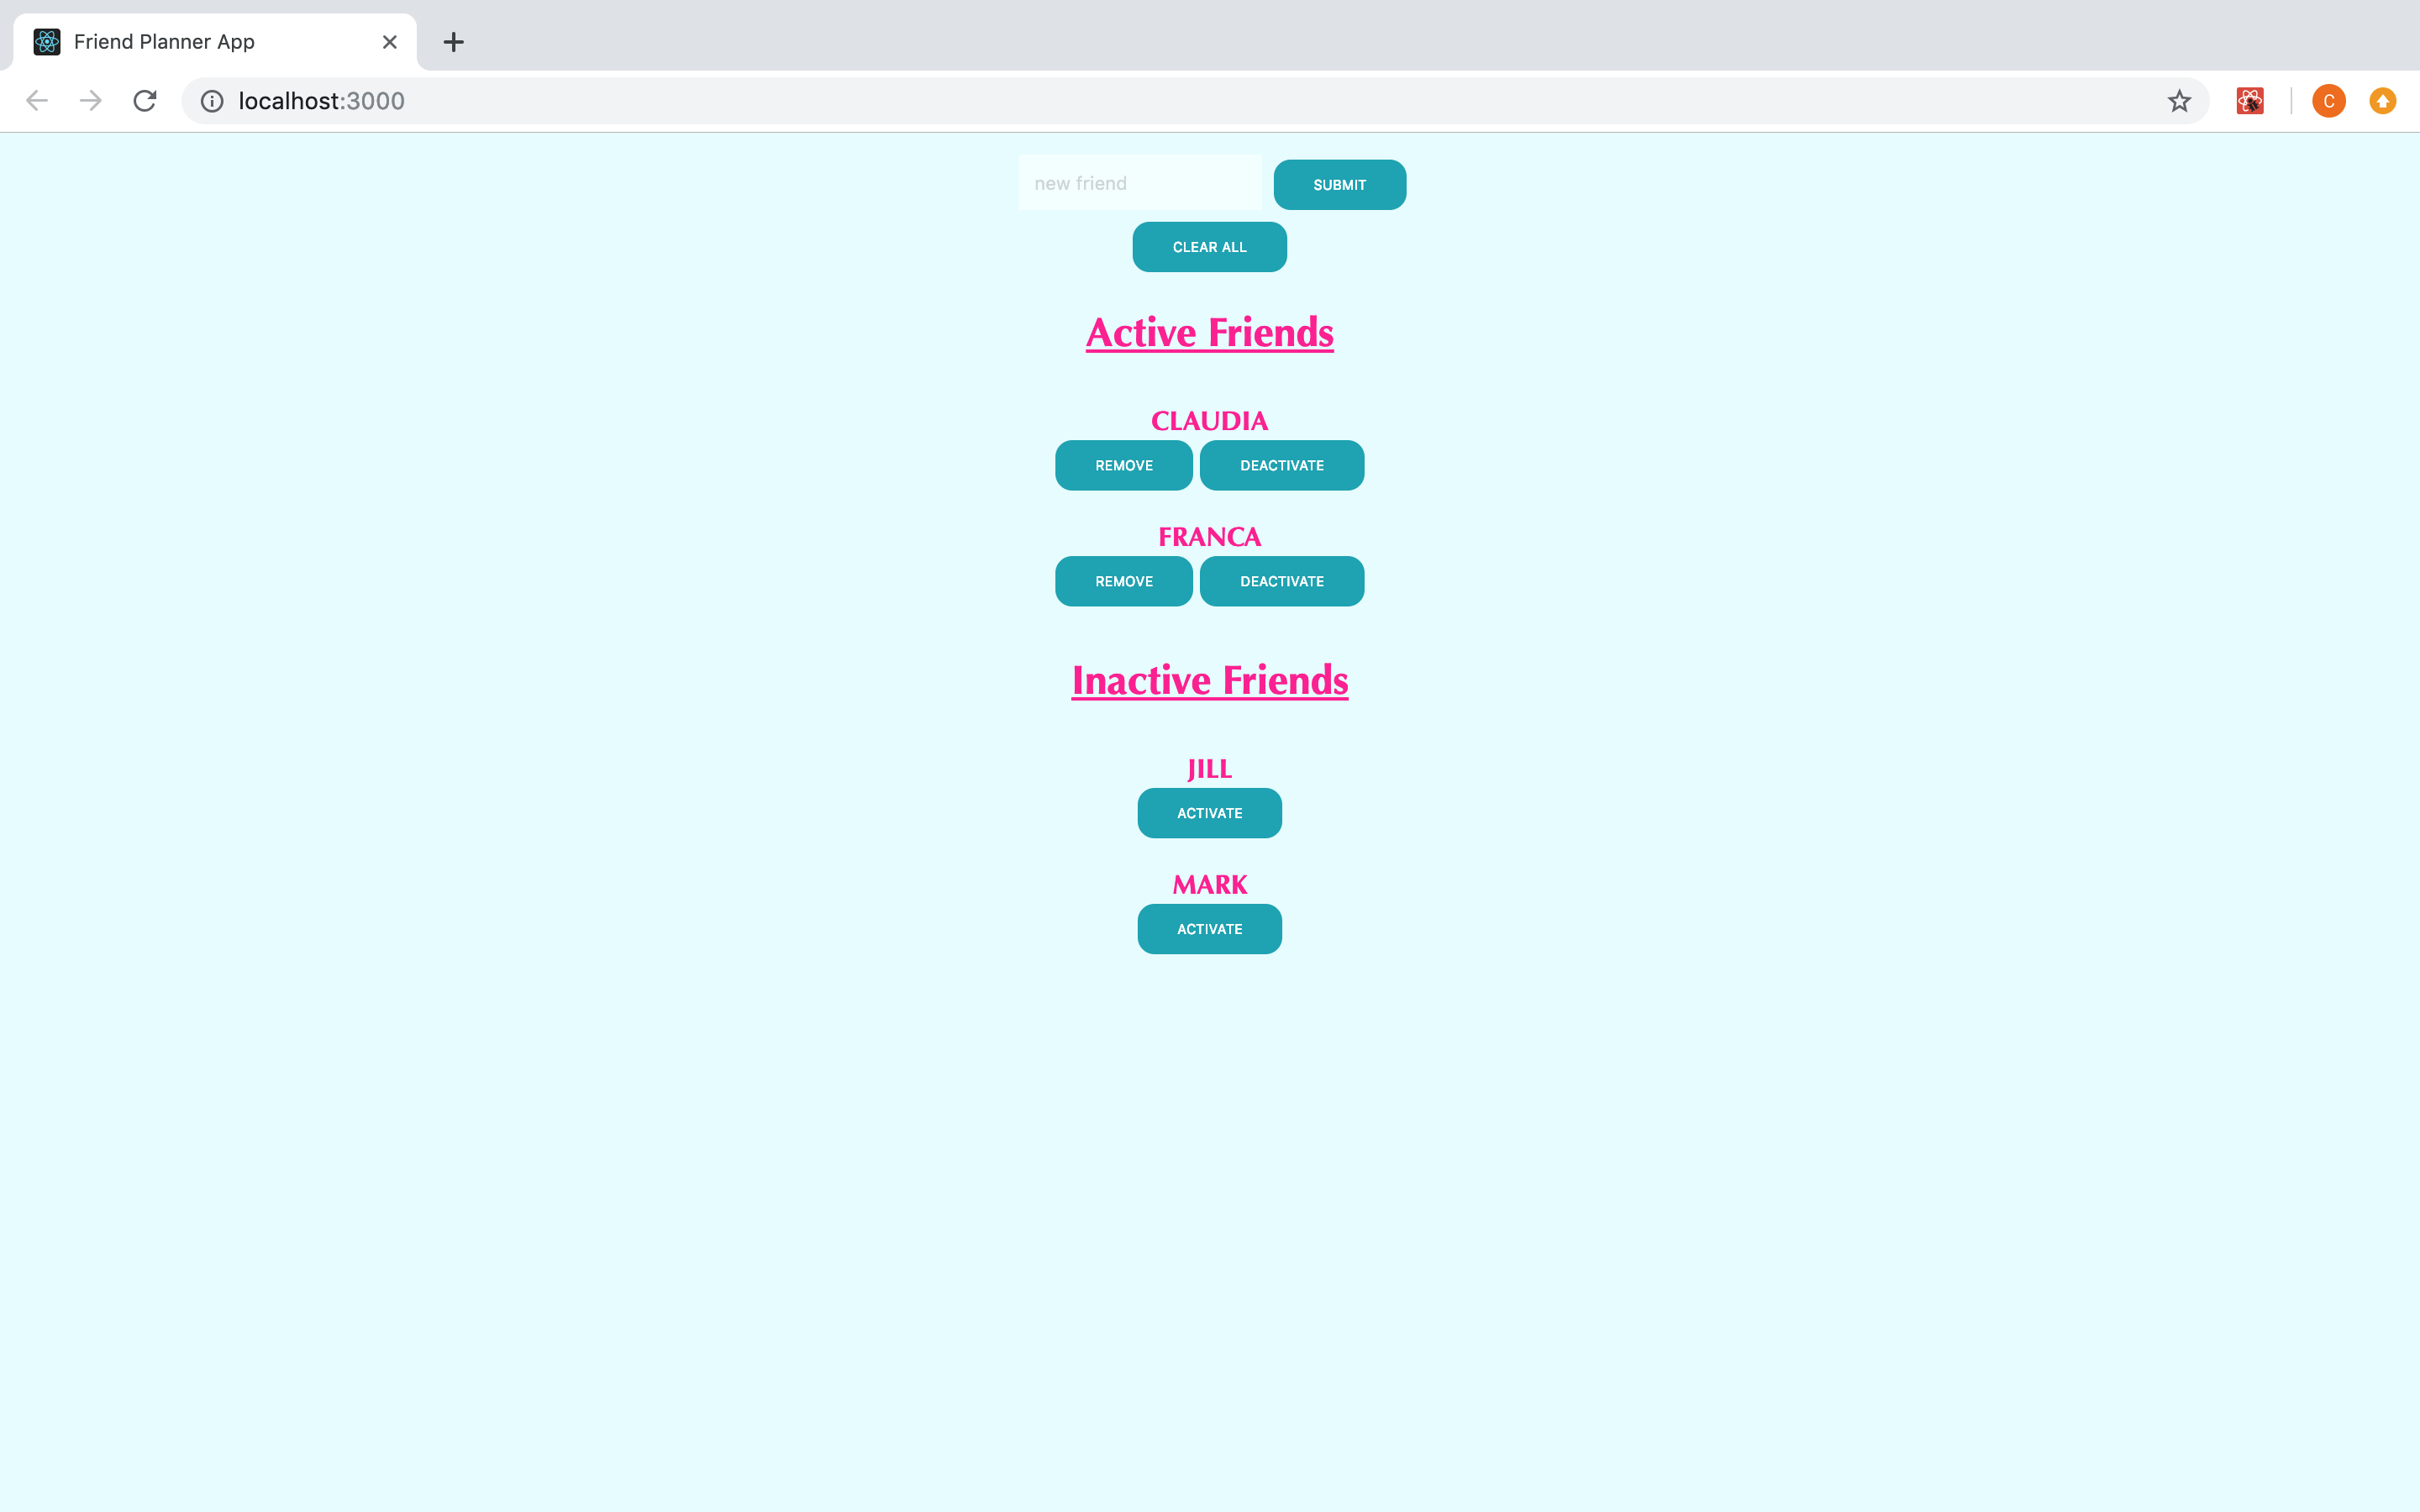 Friend Planner App
localhost:3000
C
new friend SUBMIT
CLEAR ALL
Active Friends
CLAUDIA
REMOVE DEACTIVATE
FRANCA
REMOVE DEACTIVATE
Inactive Friends
JILL
ACTIVATE
MARK
ACTIVATE